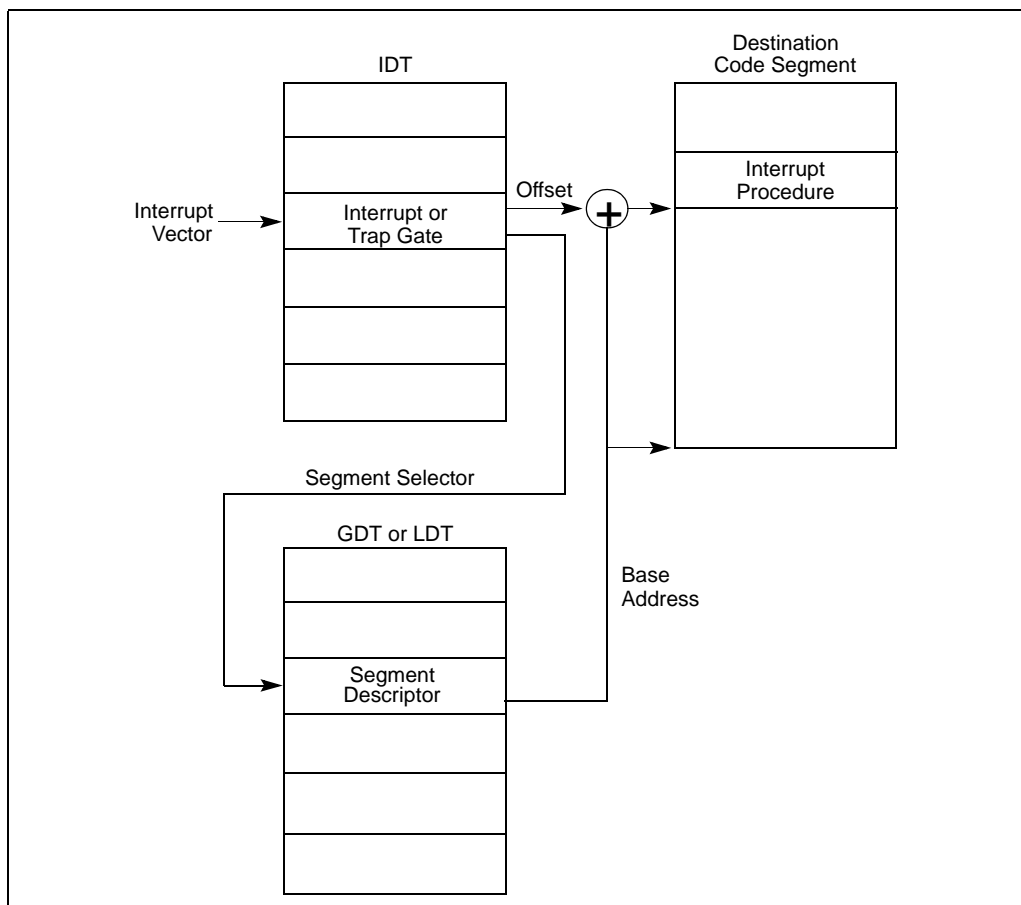 IDT
Destination
Code Segment
Interrupt
Vector
Interrupt or
Trap Gate
Offset
+
Interrupt
Procedure
Segment Selector
GDT or LDT
Segment
Descriptor
Base
Address